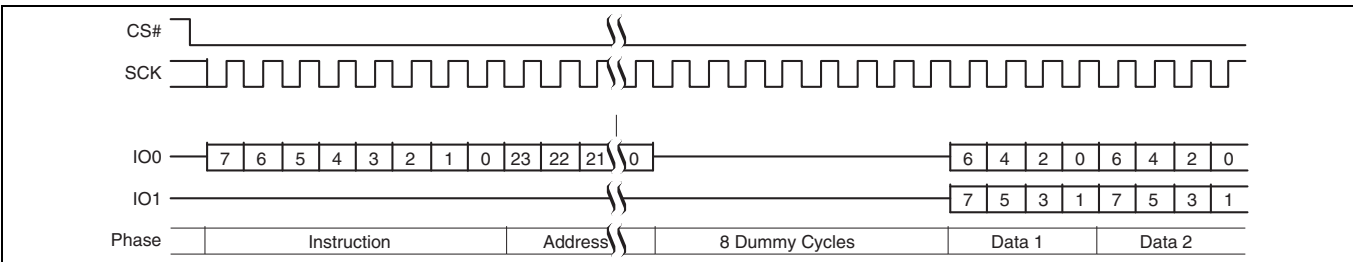 CS#
SCK
IO0 7 6 5 4 3 2 1 0 23 22 21 0 6 4 2 0 6 4 2 0
IO1 7 5 3 1 7 5 3 1
Phase Instruction Address 8 Dummy Cycles Data 1 Data 2